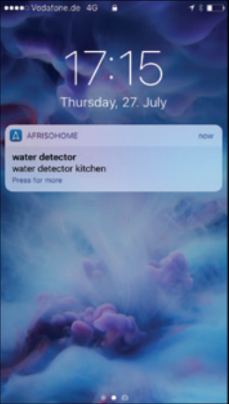 Vodafone.de 4G
17:15
Thursday, 27. July
AFRISOHOME now
water detector
water detector kitchen
Press for more